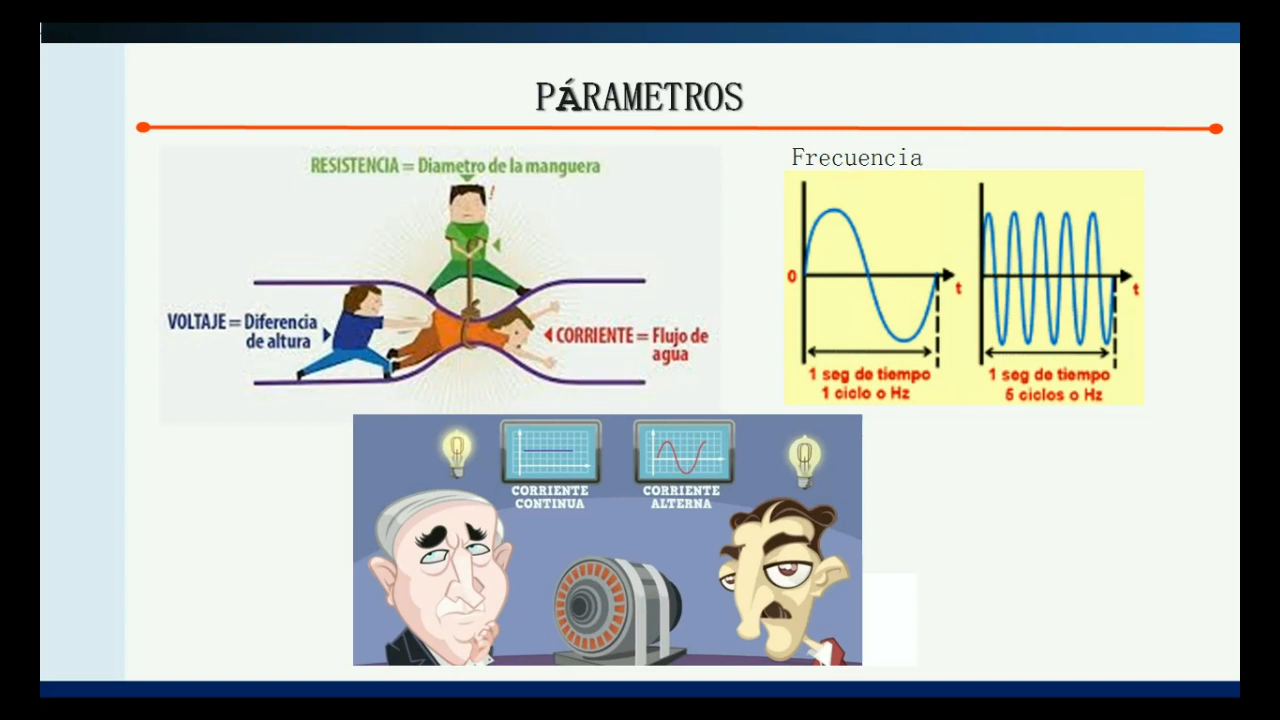 PÁRAMETROS
RESISTENCIA = Diametro de la manguera
!
VOLTAJE = Diferencia
de altura
CORRIENTE = Flujo de
agua
Frecuencia
0
t
t
1 seg de tiempo
1 ciclo o Hz
1 seg de tiempo
5 ciclos o Hz
CORRIENTE
CONTINUA
CORRIENTE
ALTERNA